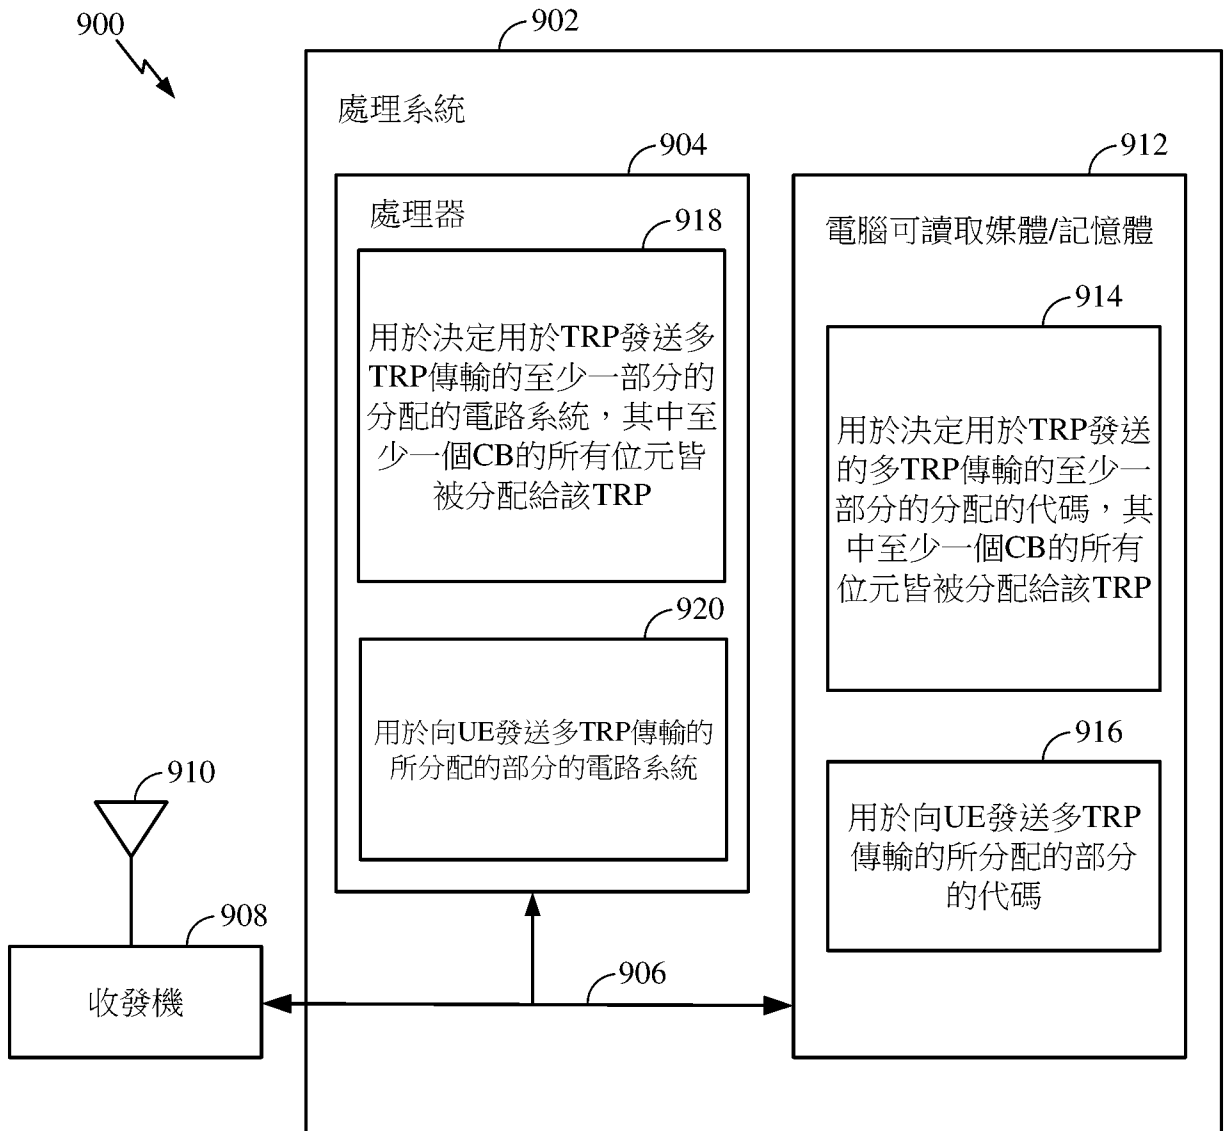 900
902
處理系統
904
處理器
918
用於決定用於TRP發送多
TRP傳輸的至少一部分的
分配的電路系統，其中至
少一個CB的所有位元皆
被分配給該TRP
920
用於向UE發送多TRP傳輸的
所分配的部分的電路系統
912
電腦可讀取媒體/記憶體
914
用於決定用於TRP發送
的多TRP傳輸的至少一
部分的分配的代碼，其
中至少一個CB的所有
位元皆被分配給該TRP
916
用於向UE發送多TRP
傳輸的所分配的部分
的代碼
910
908
收發機
906